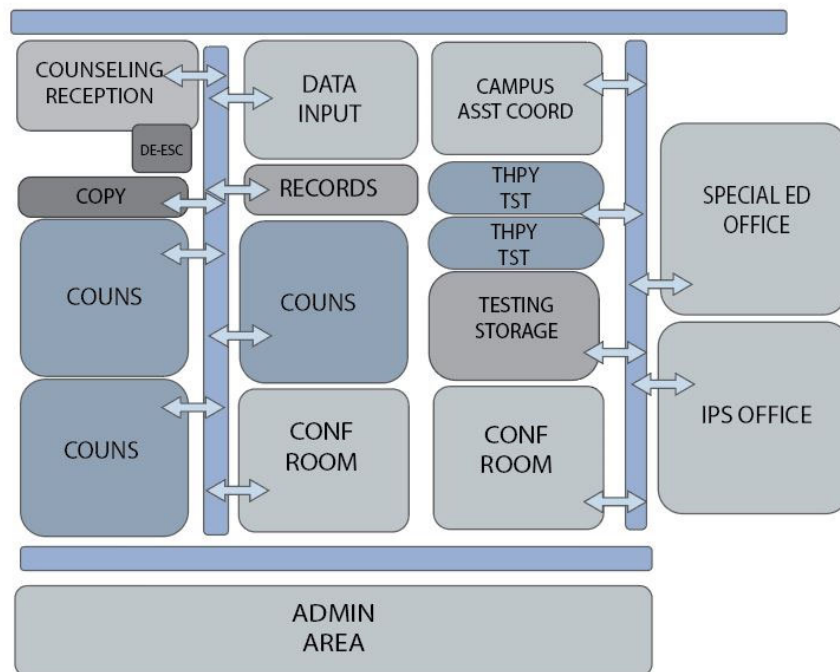 COUNSELING
RECEPTION
DATA
INPUT
CAMPUS
ASST COORD
DE-ESC
COPY
RECORDS
THPY
TST
THPY
TST
SPECIAL ED
OFFICE
COUNS
COUNS
TESTING
STORAGE
COUNS
CONF
ROOM
CONF
ROOM
IPS OFFICE
ADMIN
AREA